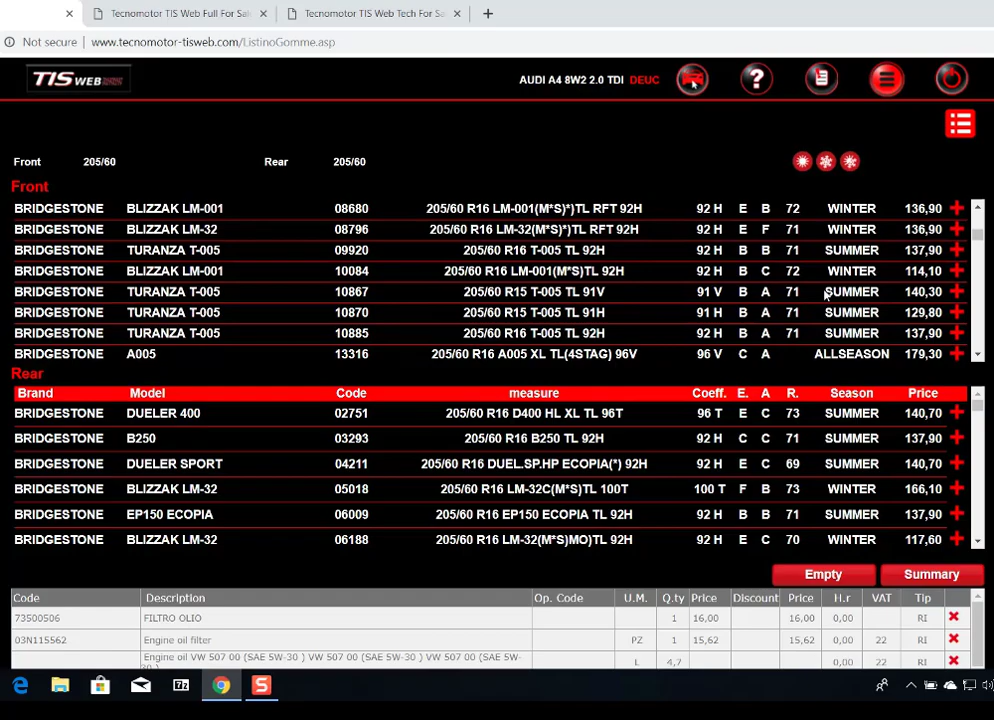 Tecnomotor TIS Web Full For Sal
Tecnomotor TIS Web Tech For Sa
Not secure www.tecnomotor-tisweb.com/ListinoGomme.asp
TIS WEB AUDI A4 8W2 2.0 TDI DEUC ?
Front 205/60 Rear 205/60
Front
BRIDGESTONE BLIZZAK LM-001 08680 205/60 R16 LM-001(M*S)*)TL RFT 92H 92 H E B 72 WINTER 136,90
BRIDGESTONE BLIZZAK LM-32 08796 205/60 R16 LM-32(M*S)*)TL RFT 92H 92 H E F 71 WINTER 136,90
BRIDGESTONE TURANZA T-005 09920 205/60 R16 T-005 TL 92H 92 H B B 71 SUMMER 137,90
BRIDGESTONE BLIZZAK LM-001 10084 205/60 R16 LM-001(M*S)TL 92H 92 H B C 72 WINTER 114,10
BRIDGESTONE TURANZA T-005 10867 205/60 R15 T-005 TL 91V 91 V B A 71 SUMMER 140,30
BRIDGESTONE TURANZA T-005 10870 205/60 R15 T-005 TL 91H 91 H B A 71 SUMMER 129,80
BRIDGESTONE TURANZA T-005 10885 205/60 R16 T-005 TL 92H 92 H B A 71 SUMMER 137,90
BRIDGESTONE A005 13316 205/60 R16 A005 XL TL(4STAG) 96V 96 V C A ALLSEASON 179,30
Rear
Brand Model Code measure Coeff. E. A R. Season Price
BRIDGESTONE DUELER 400 02751 205/60 R16 D400 HL XL TL 96T 96 T E C 73 SUMMER 140,70
BRIDGESTONE B250 03293 205/60 R16 B250 TL 92H 92 H C C 71 SUMMER 137,90
BRIDGESTONE DUELER SPORT 04211 205/60 R16 DUEL.SP.HP ECOPIA(*) 92H 92 H E C 69 SUMMER 140,70
BRIDGESTONE BLIZZAK LM-32 05018 205/60 R16 LM-32C(M*S)TL 100T 100 T F B 73 WINTER 166,10
BRIDGESTONE EP150 ECOPIA 06009 205/60 R16 EP150 ECOPIA TL 92H 92 H B B 71 SUMMER 137,90
BRIDGESTONE BLIZZAK LM-32 06188 205/60 R16 LM-32(M*S)MO)TL 92H 92 H E C 70 WINTER 117,60
Empty Summary
Code Description Op. Code U.M. Q.ty Price Discount Price H.r VAT Tip
73500506 FILTRO OLIO 1 16,00 16,00 0,00 RI
03N115562 Engine oil filter PZ 1 15,62 15,62 0,00 22 RI
Engine oil VW 507 00 (SAE 5W-30 ) VW 507 00 (SAE 5W-30 ) VW 507 00 (SAE 5W-30 ) L 4,7 0,00 22 RI